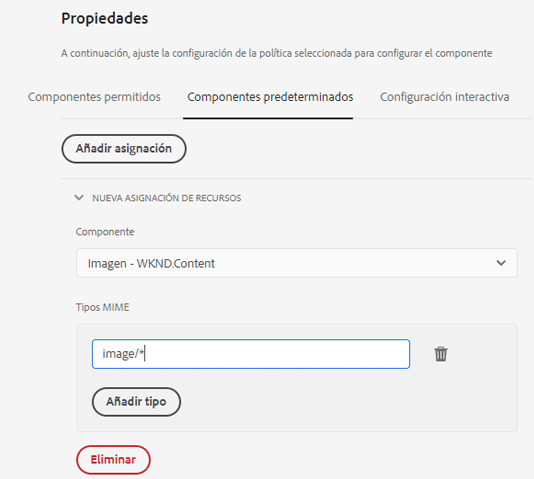 Propiedades
A continuación, ajuste la configuración de la política seleccionada para configurar el componente
Componentes permitidos
Componentes predeterminados
Configuración interactiva
Añadir asignación
NUEVA ASIGNACIÓN DE RECURSOS
Componente
Imagen - WKND.Content
Tipos MIME
image/*
Añadir tipo
Eliminar